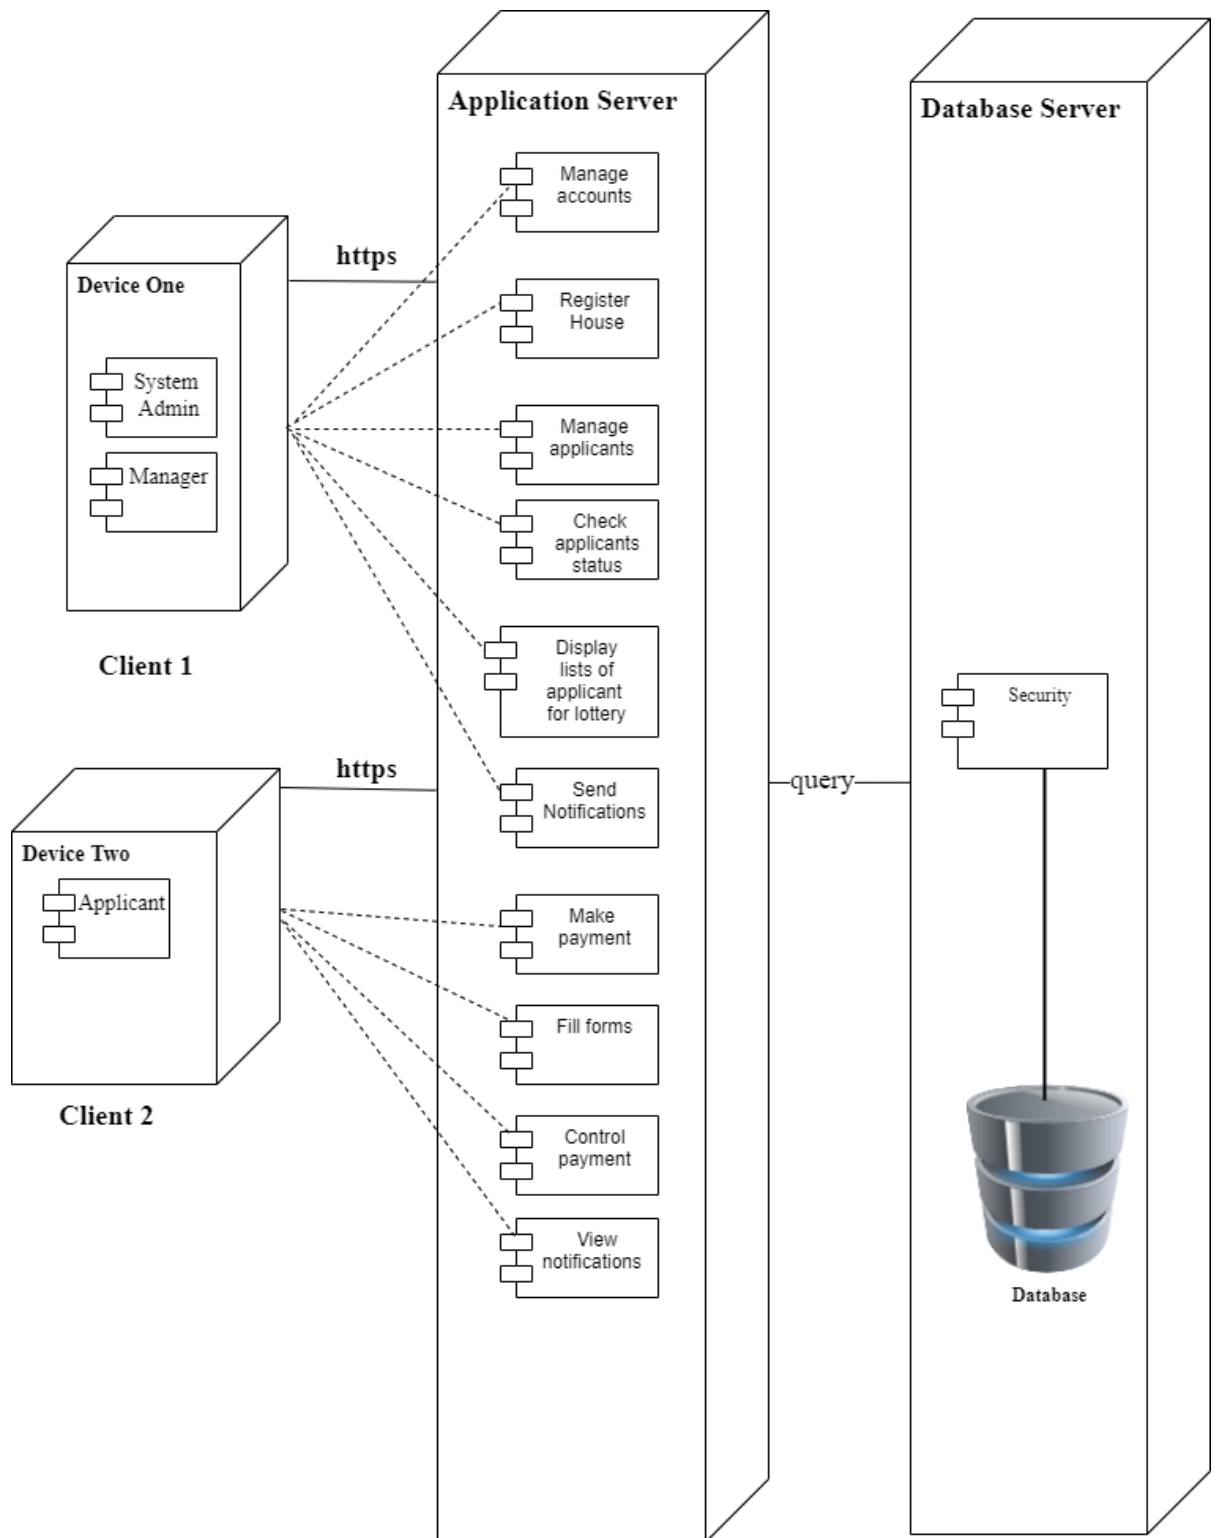 Application Server
Manage
accounts
Register
House
Manage
applicants
Check
applicants
status
Display
lists of
applicant
for lottery
Send
Notifications
Make
payment
Fill forms
Control
payment
View
notifications
https
Device One
System
Admin
Manager
Client 1
https
Device Two
Applicant
Client 2
query
Database Server
Security
Database